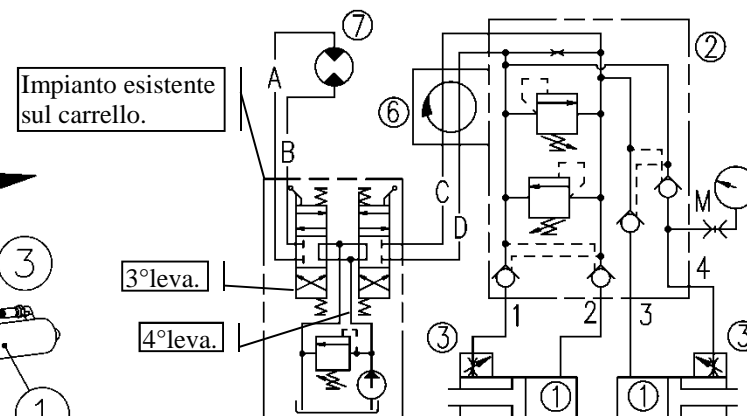 7
2
Impianto esistente
sul carrello.
A
6
B
C
M
D
3
3°leva.
4
1
2
3
4°leva.
3
3
1
1
1